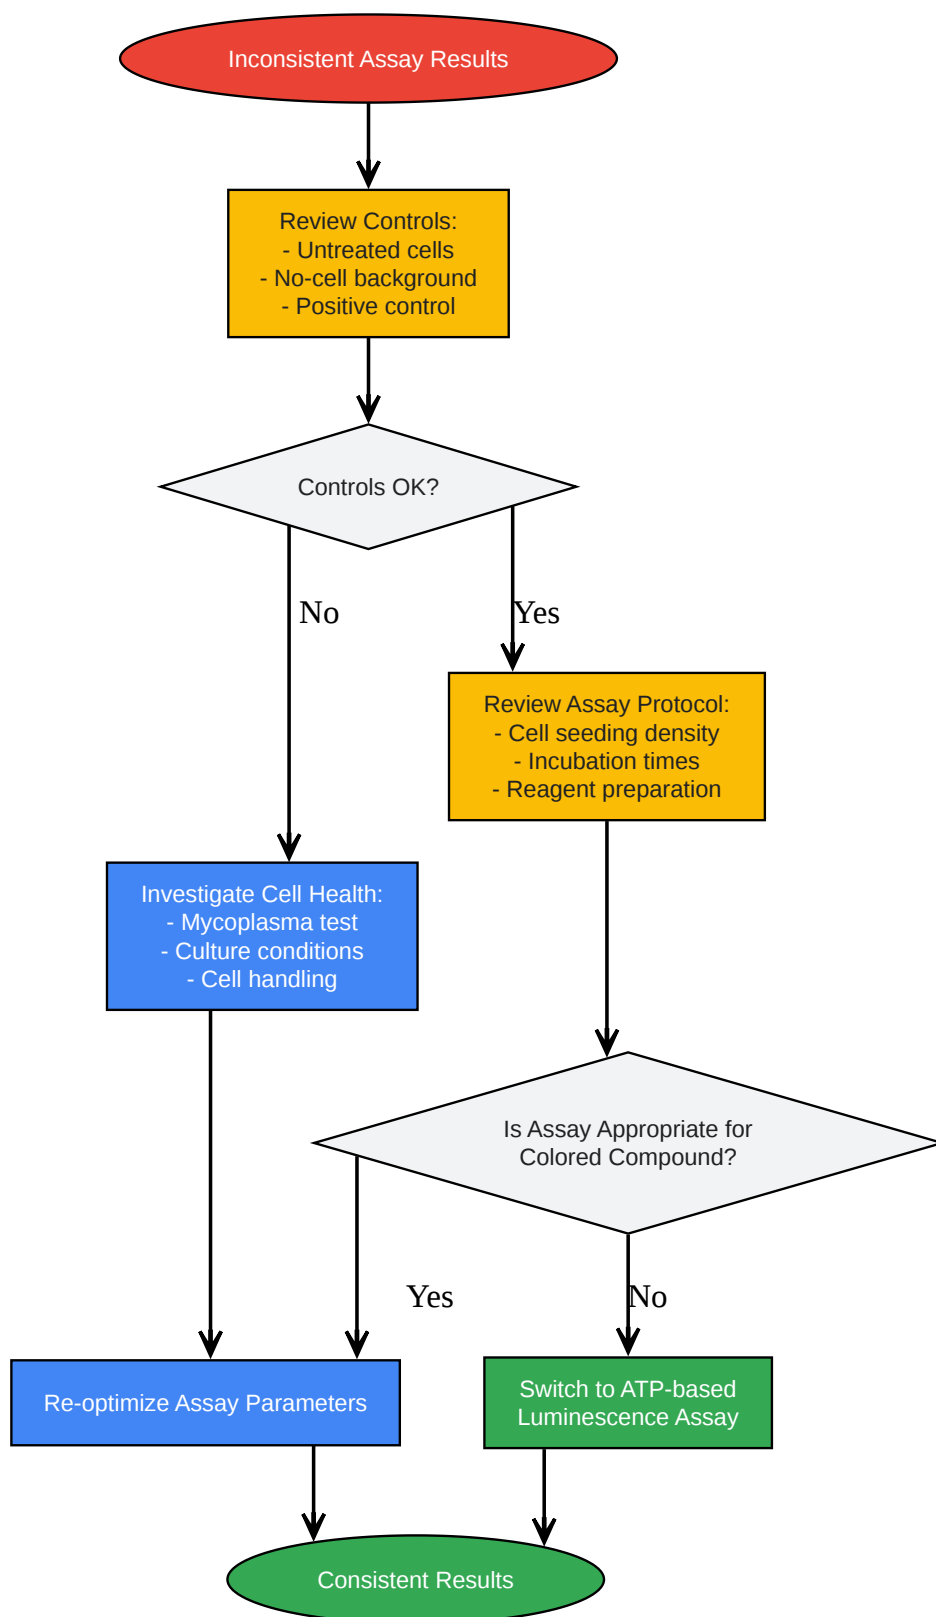 Inconsistent Assay Results
Review Controls:
- Untreated cells
- No-cell background
- Positive control
Controls OK?
No
Yes
Review Assay Protocol:
- Cell seeding density
- Incubation times
- Reagent preparation
Investigate Cell Health:
- Mycoplasma test
- Culture conditions
- Cell handling
Is Assay Appropriate for
Colored Compound?
Yes
No
Re-optimize Assay Parameters
Switch to ATP-based
Luminescence Assay
Consistent Results